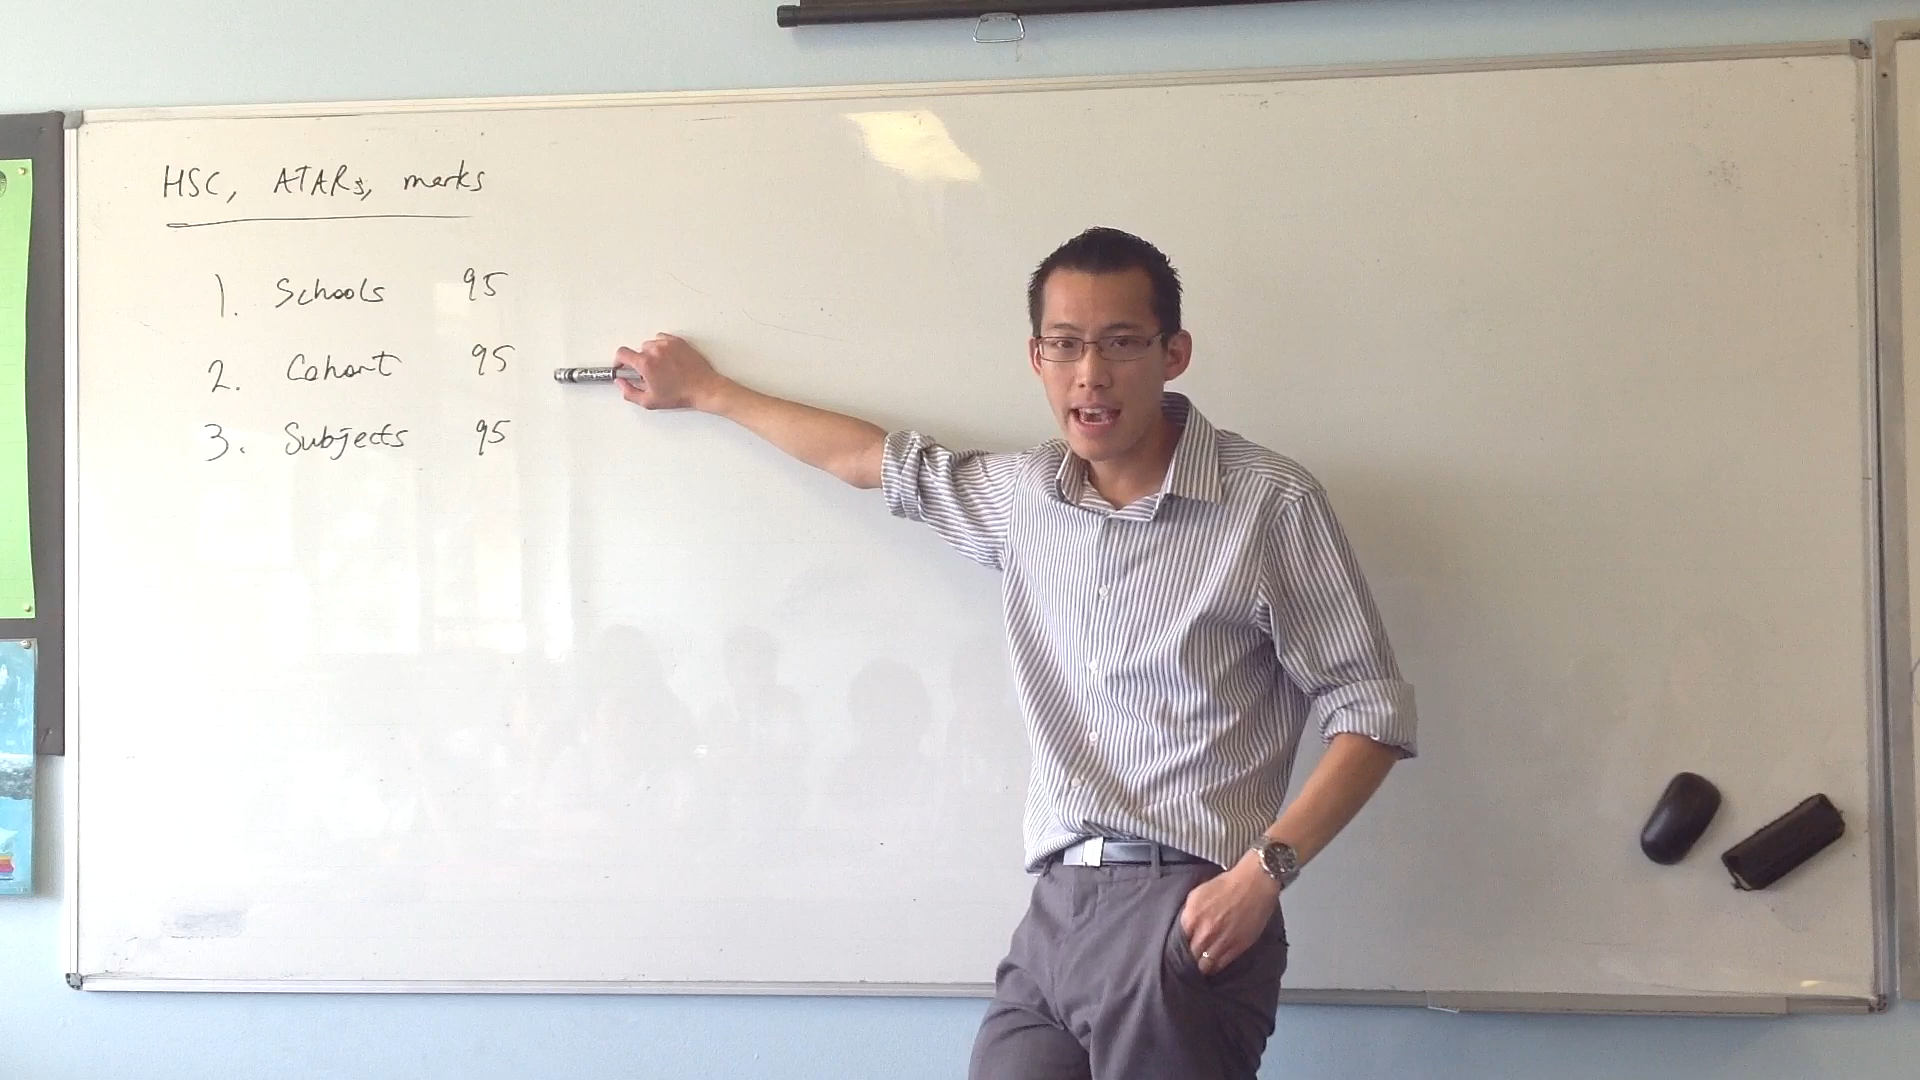 HSC, ATARs, marks
1. Schools 95
2. Cohort 95
3. Subjects 95